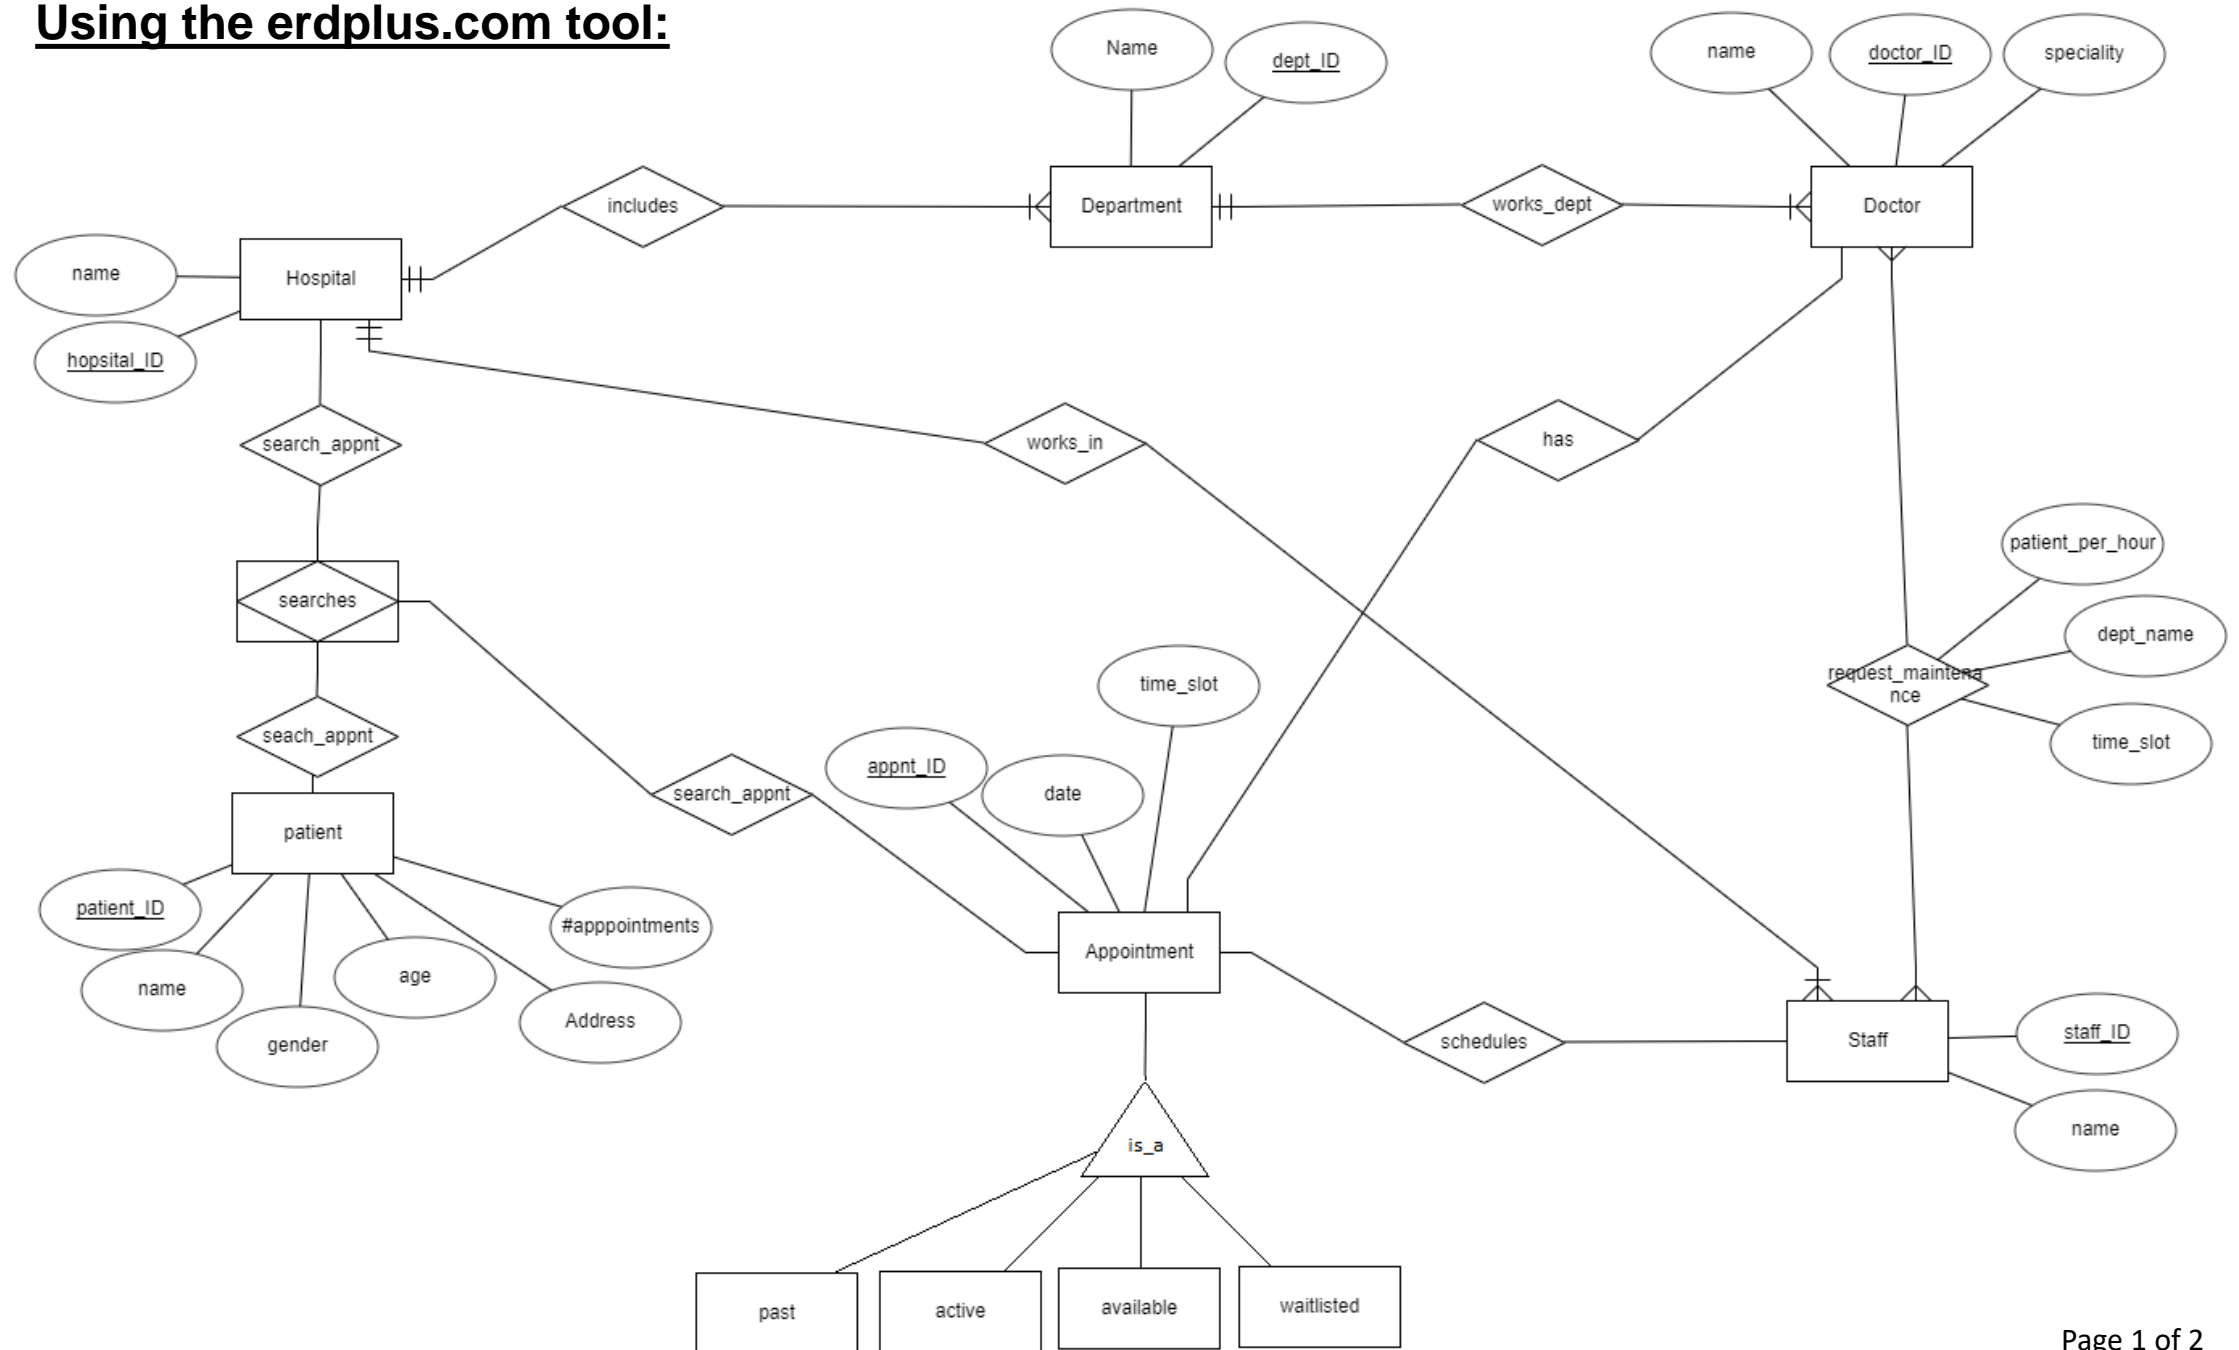 Using the erdplus.com tool:
Name
dept_ID
name
doctor_ID
speciality
includes
Department
works_dept
Doctor
name
Hospital
hopsital_ID
search_appnt
works_in
has
patient_per_hour
searches
dept_name
request_maintena
nce
time_slot
time_slot
seach_appnt
search_appnt
appnt_ID
date
patient
patient_ID
#apppointments
name
age
Address
gender
Appointment
schedules
Staff
staff_ID
name
is_a
past
active
available
waitlisted
Page 1 of 2